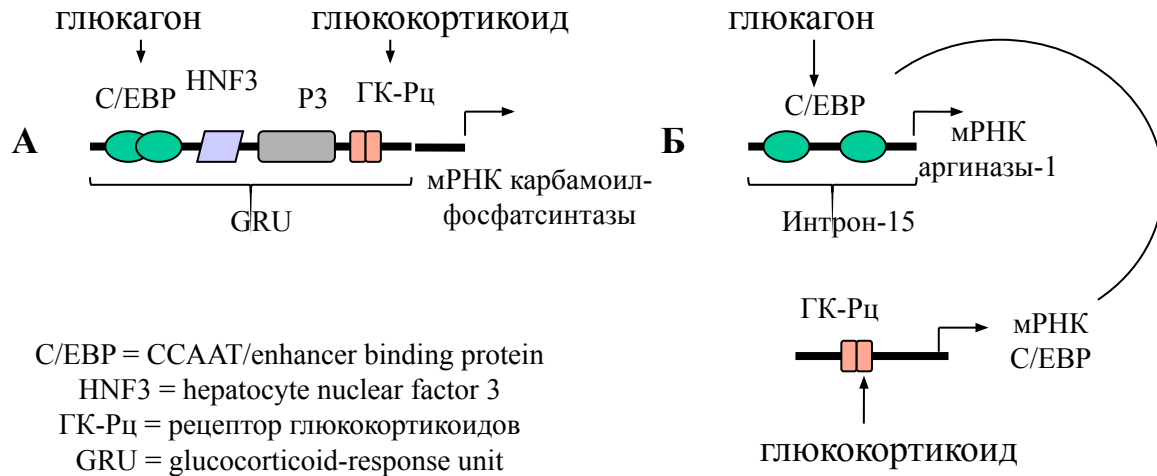 глюкагон
глюкокортикоид
C/EBP
HNF3
P3
ГК-Рц
А
мРНК карбамоил-
фосфатсинтазы
GRU
C/EBP = CCAAT/enhancer binding protein
HNF3 = hepatocyte nuclear factor 3
ГК-Рц = рецептор глюкокортикоидов
GRU = glucocorticoid-response unit
глюкагон
C/EBP
Б
мРНК
аргиназы-1
Интрон-15
ГК-Рц
мРНК
C/EBP
глюкокортикоид